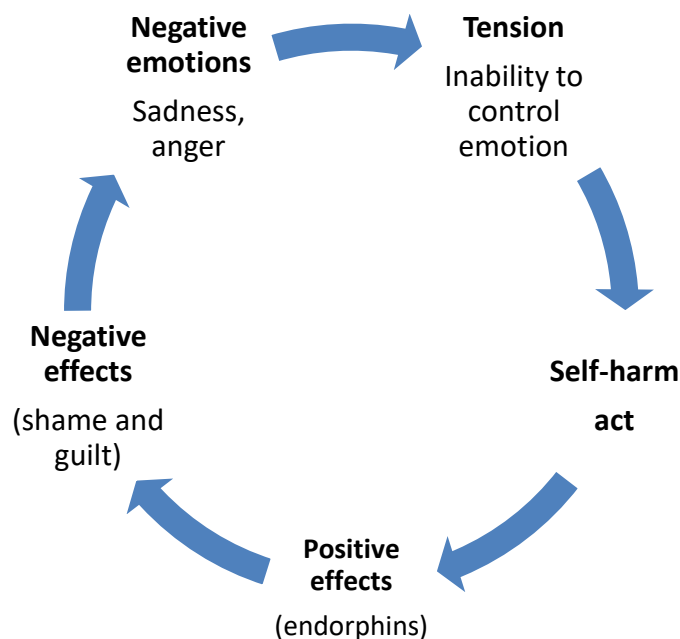 Negative
emotions
Sadness,
anger
Tension
Inability to
control
emotion
Self-harm
act
Positive
effects
(endorphins)
Negative
effects
(shame and
guilt)